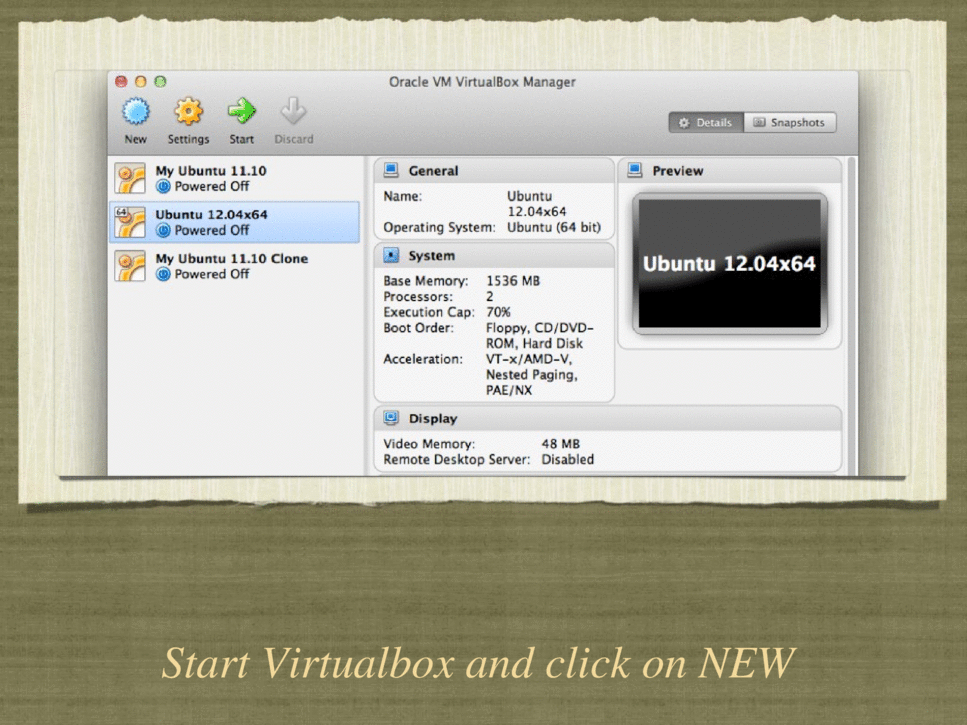 Oracle VM VirtualBox Manager
New Settings Start Discard
Details Snapshots
My Ubuntu 11.10
Powered Off
64
Ubuntu 12.04x64
Powered Off
My Ubuntu 11.10 Clone
Powered Off
General
Name: Ubuntu
12.04x64
Operating System: Ubuntu (64 bit)
System
Base Memory: 1536 MB
Processors: 2
Execution Cap: 70%
Boot Order: Floppy, CD/DVD-
ROM, Hard Disk
Acceleration: VT-x/AMD-V,
Nested Paging,
PAE/NX
Preview
Ubuntu 12.04x64
Display
Video Memory: 48 MB
Remote Desktop Server: Disabled
Start Virtualbox and click on NEW